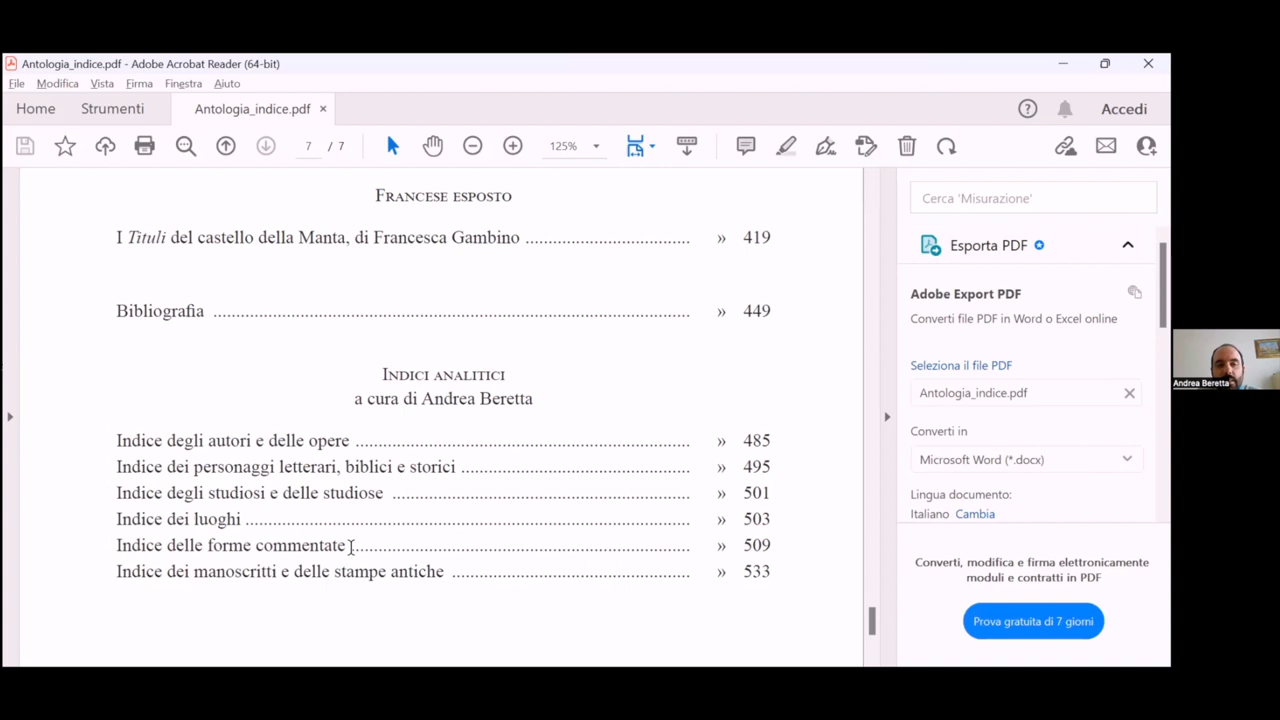 Antologia_indice.pdf - Adobe Acrobat Reader (64-bit)
File Modifica Vista Firma Finestra Aiuto
Home Strumenti Antologia_indice.pdf × Accedi
7 / 7 125%
FRANCESE ESPOSTO
I Tituli del castello della Manta, di Francesca Gambino ................................... » 419
Bibliografia .................................................................................................... » 449
INDICI ANALITICI
a cura di Andrea Beretta
Indice degli autori e delle opere ...................................................................... » 485
Indice dei personaggi letterari, biblici e storici ................................................ » 495
Indice degli studiosi e delle studiose .............................................................. » 501
Indice dei luoghi .............................................................................................. » 503
Indice delle forme commentate ...................................................................... » 509
Indice dei manoscritti e delle stampe antiche .................................................. » 533
Cerca 'Misurazione'
Esporta PDF
Adobe Export PDF
Converti file PDF in Word o Excel online
Seleziona il file PDF
Antologia_indice.pdf
Converti in
Microsoft Word (*.docx)
Lingua documento:
Italiano Cambia
Converti, modifica e firma elettronicamente
moduli e contratti in PDF
Prova gratuita di 7 giorni
Andrea Beretta